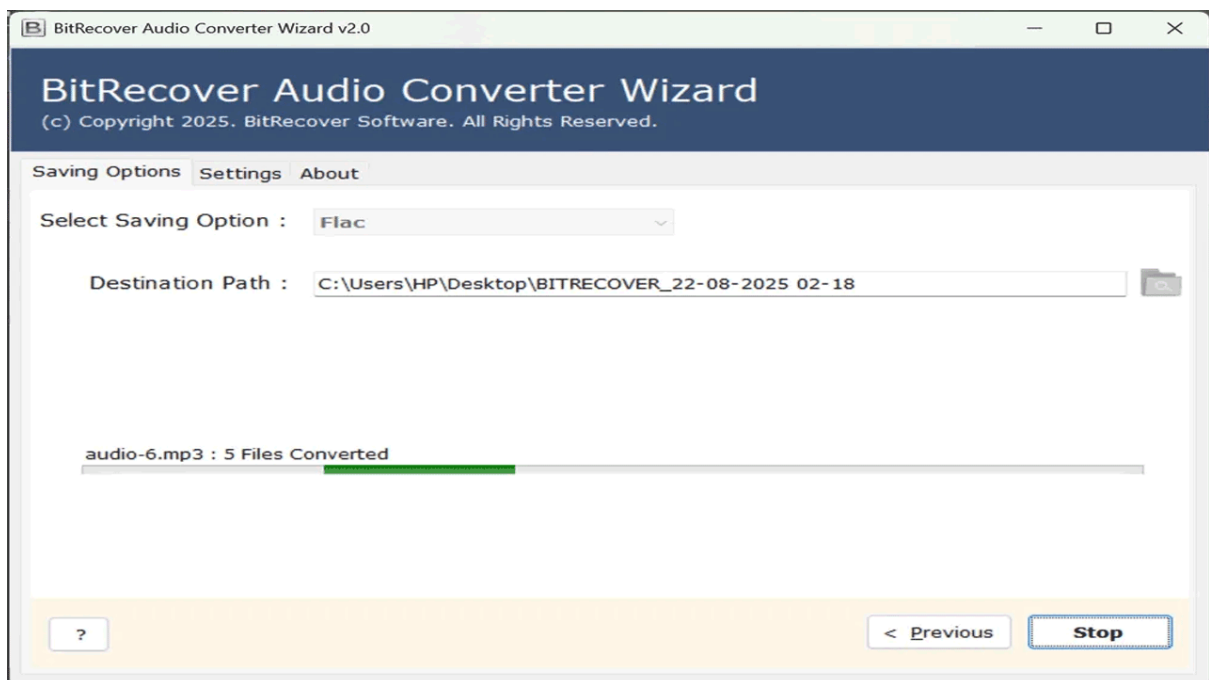 BitRecover Audio Converter Wizard v2.0
BitRecover Audio Converter Wizard
(c) Copyright 2025. BitRecover Software. All Rights Reserved.
Saving Options Settings About
Select Saving Option : Flac
Destination Path : C:\Users\HP\Desktop\BITRECOVER_22-08-2025 02-18
audio-6.mp3 : 5 Files Converted
? < Previous Stop